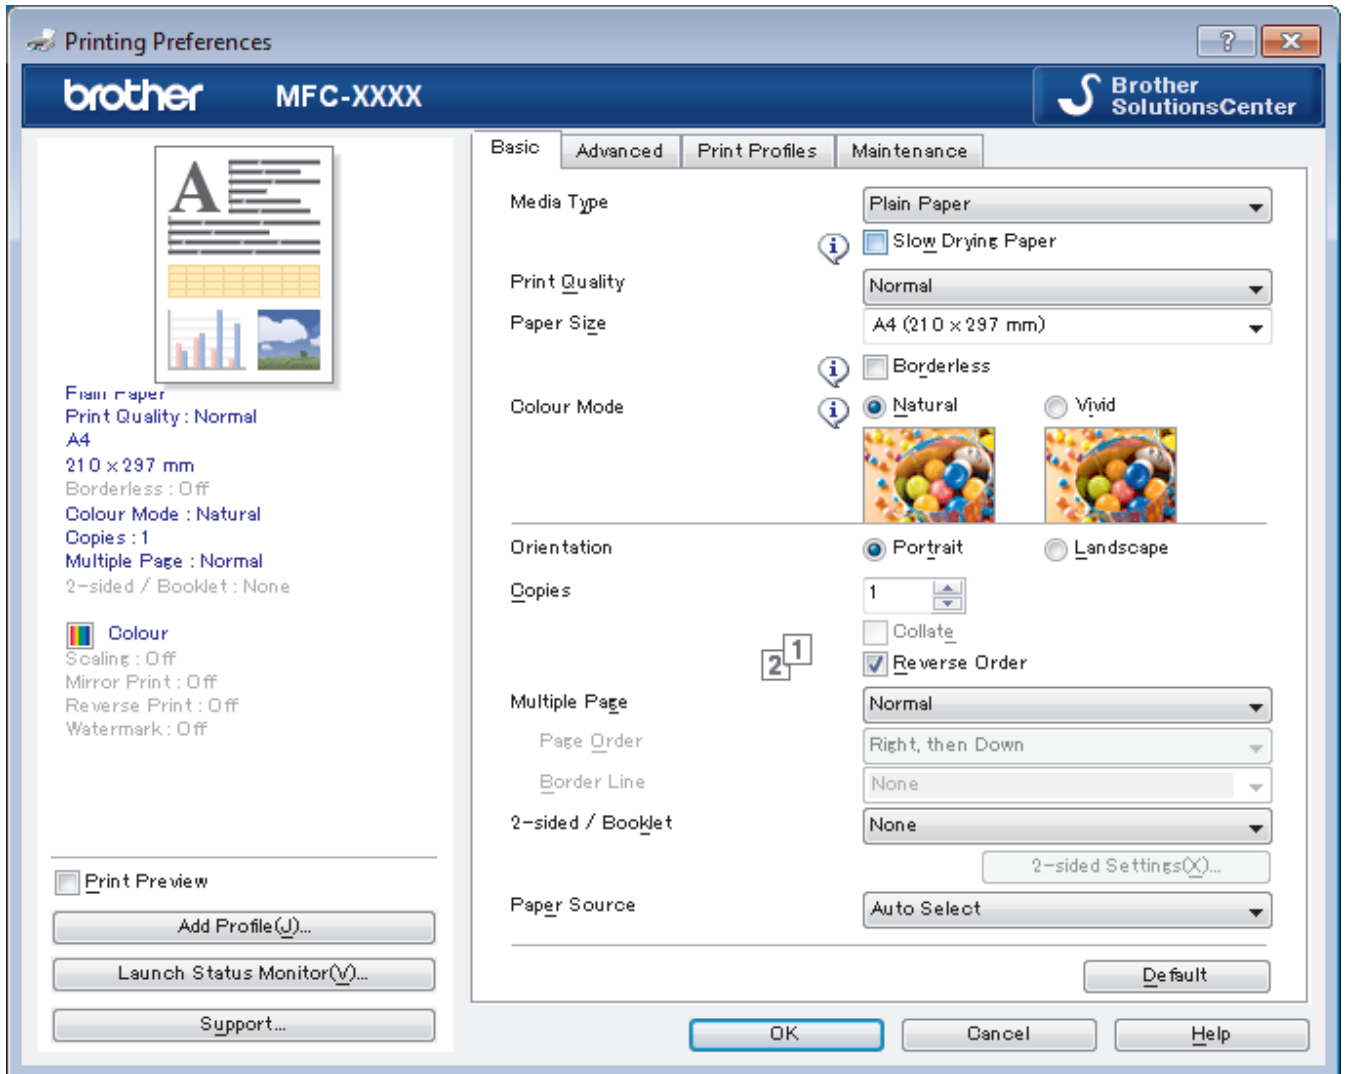 Printing Preferences
brother MFC-XXXX Brother
SolutionsCenter
Basic Advanced Print Profiles Maintenance
A
Plain Paper
Print Quality : Normal
A4
210 x 297 mm
Borderless : Off
Colour Mode : Natural
Copies : 1
Multiple Page : Normal
2-sided / Booklet : None
Colour
Scaling : Off
Mirror Print : Off
Reverse Print : Off
Watermark : Off
Print Preview
Add Profile(J)...
Launch Status Monitor(V)...
Support...
Media Type Plain Paper
Slow Drying Paper
Print Quality Normal
Paper Size A4 (210 x 297 mm)
Borderless
Colour Mode Natural Vivid
Orientation Portrait Landscape
Copies 1
Collate
2 1 Reverse Order
Multiple Page Normal
Page Order Right, then Down
Border Line None
2-sided / Booklet None
2-sided Settings(X)...
Paper Source Auto Select
Default
OK Cancel Help